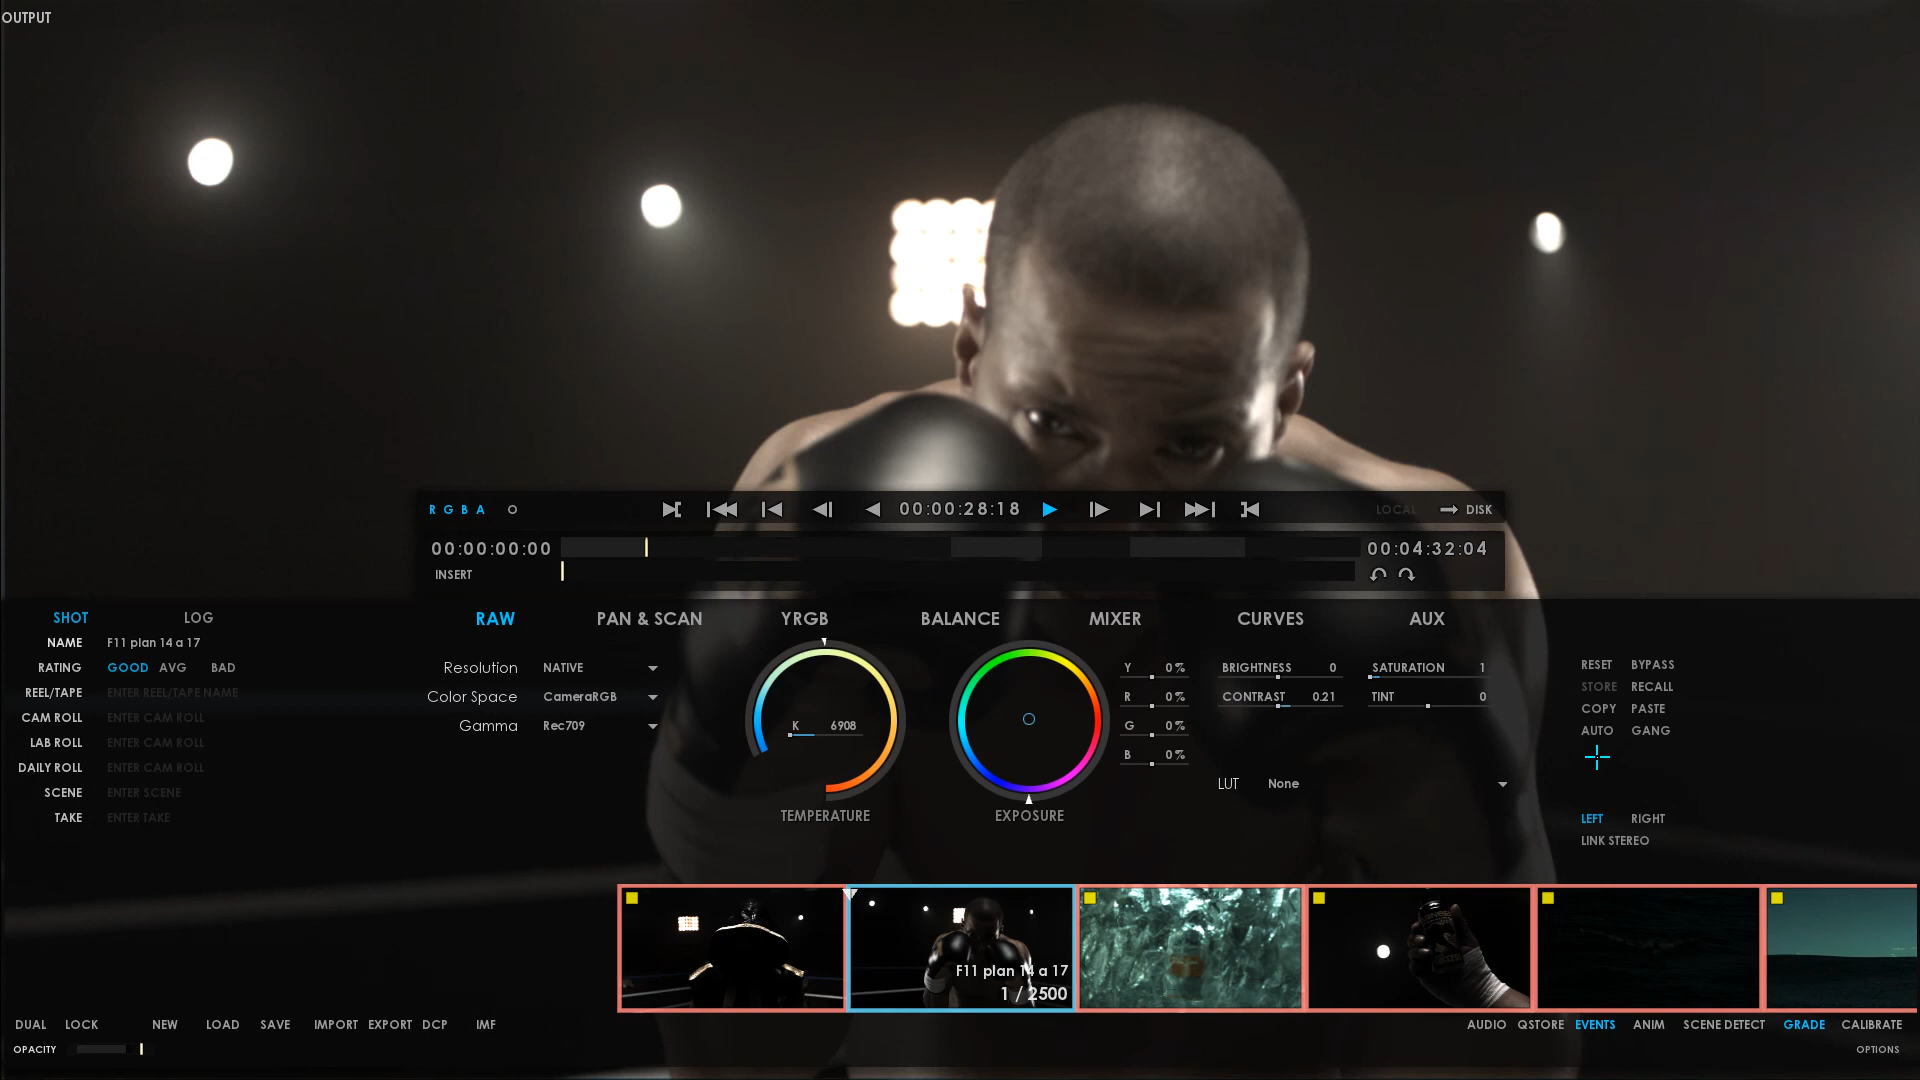 OUTPUT
R G B A O
00:00:28:18
LOCAL DISK
00:00:00:00
00:04:32:04
INSERT
SHOT LOG
NAME F11 plan 14 a 17
RATING GOOD AVG BAD
REEL/TAPE ENTER REEL/TAPE NAME
CAM ROLL ENTER CAM ROLL
LAB ROLL ENTER CAM ROLL
DAILY ROLL ENTER CAM ROLL
SCENE ENTER SCENE
TAKE ENTER TAKE
RAW PAN & SCAN YRGB BALANCE MIXER CURVES AUX
Resolution NATIVE
Color Space CameraRGB
Gamma Rec709
K 6908
TEMPERATURE
EXPOSURE
Y 0%
R 0%
G 0%
B 0%
BRIGHTNESS 0 SATURATION 1
CONTRAST 0.21 TINT 0
LUT None
RESET BYPASS
STORE RECALL
COPY PASTE
AUTO GANG
LEFT RIGHT
LINK STEREO
F11 plan 14 a 17
1 / 2500
DUAL LOCK NEW LOAD SAVE IMPORT EXPORT DCP IMF
AUDIO QSTORE EVENTS ANIM SCENE DETECT GRADE CALIBRATE
OPACITY
OPTIONS